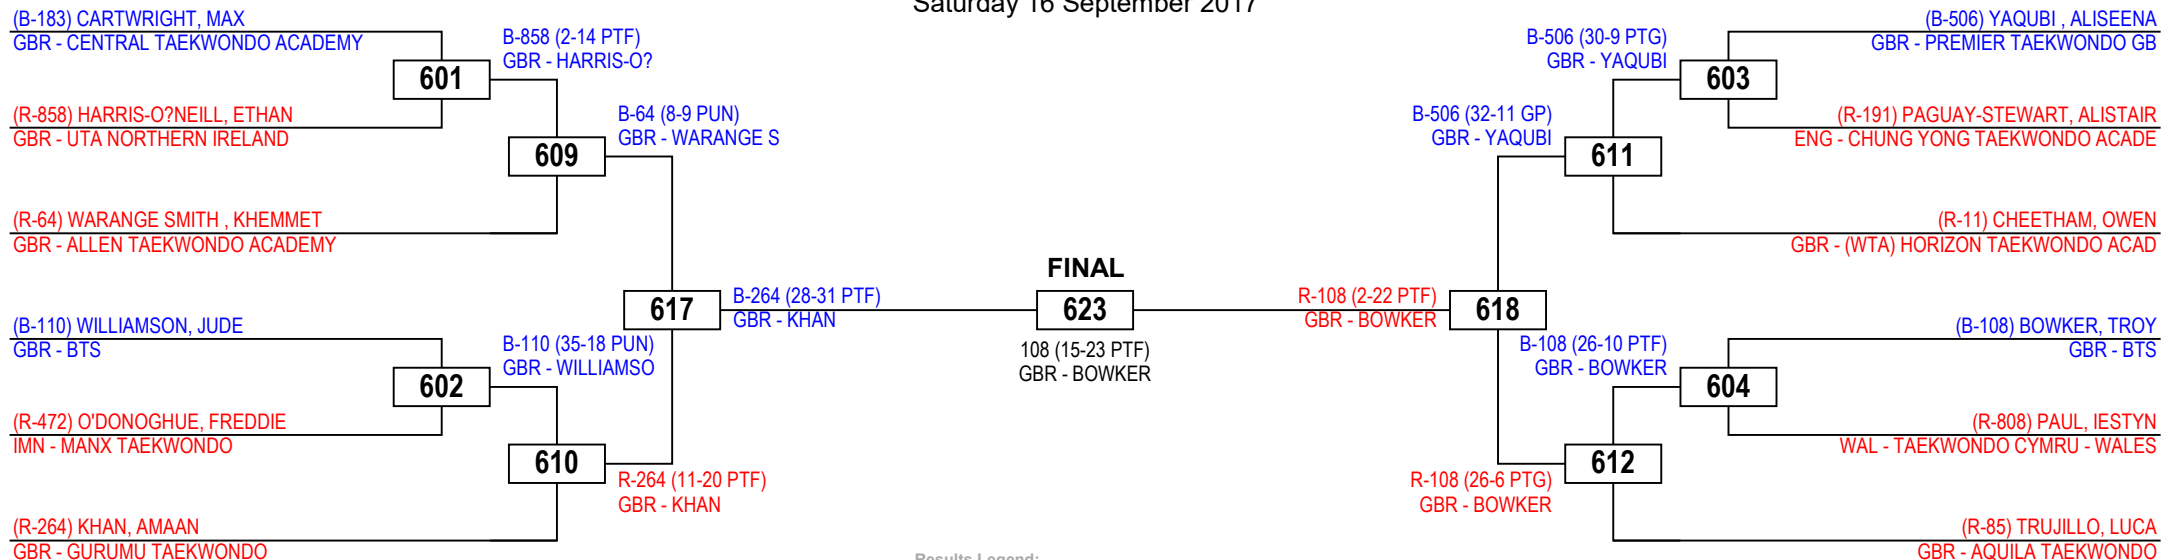 Saturday 16 September 2017
(B-183) CARTWRIGHT, MAX
GBR - CENTRAL TAEKWONDO ACADEMY
601
B-858 (2-14 PTF)
GBR - HARRIS-O?
(R-858) HARRIS-O?NEILL, ETHAN
GBR - UTA NORTHERN IRELAND
609
B-64 (8-9 PUN)
GBR - WARANGE S
(R-64) WARANGE SMITH , KHEMMET
GBR - ALLEN TAEKWONDO ACADEMY
617
B-264 (28-31 PTF)
GBR - KHAN
(B-110) WILLIAMSON, JUDE
GBR - BTS
602
B-110 (35-18 PUN)
GBR - WILLIAMSO
(R-472) O'DONOGHUE, FREDDIE
IMN - MANX TAEKWONDO
610
R-264 (11-20 PTF)
GBR - KHAN
(R-264) KHAN, AMAAN
GBR - GURUMU TAEKWONDO
FINAL
623
108 (15-23 PTF)
GBR - BOWKER
(B-506) YAQUBI , ALISEENA
GBR - PREMIER TAEKWONDO GB
B-506 (30-9 PTG)
GBR - YAQUBI
603
(R-191) PAGUAY-STEWART, ALISTAIR
ENG - CHUNG YONG TAEKWONDO ACADE
B-506 (32-11 GP)
GBR - YAQUBI
611
(R-11) CHEETHAM, OWEN
GBR - (WTA) HORIZON TAEKWONDO ACAD
R-108 (2-22 PTF)
GBR - BOWKER
618
(B-108) BOWKER, TROY
GBR - BTS
B-108 (26-10 PTF)
GBR - BOWKER
604
(R-808) PAUL, IESTYN
WAL - TAEKWONDO CYMRU - WALES
R-108 (26-6 PTG)
GBR - BOWKER
612
(R-85) TRUJILLO, LUCA
GBR - AQUILA TAEKWONDO
Results Legend: